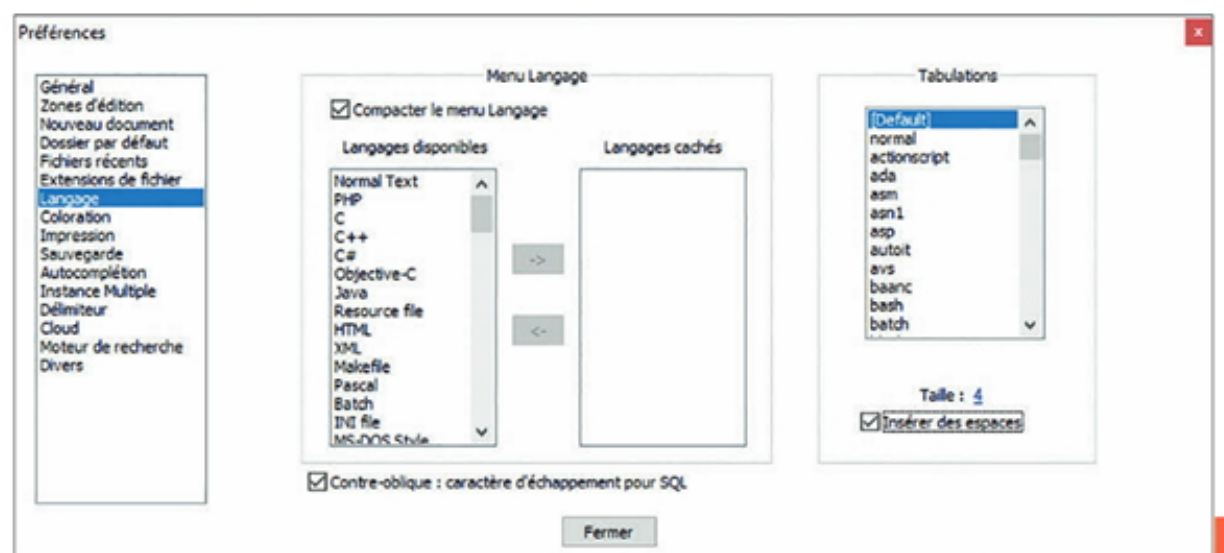 Préférences
x
Général
Zones d'édition
Nouveau document
Dossier par défaut
Fichiers récents
Extensions de fichier
Langage
Coloration
Impression
Sauvegarde
Autocomplétion
Instance Multiple
Délimiteur
Cloud
Moteur de recherche
Divers
Menu Langage
Compacter le menu Langage
Langages disponibles
Normal Text
PHP
C
C++
C#
Objective-C
Java
Resource file
HTML
XML
Makefile
Pascal
Batch
INI file
MS-DOS Style
->
<-
Langages cachés
Contre-oblique : caractère d'échappement pour SQL
Tabulations
[Default]
normal
actionscript
ada
asm
asn1
asp
autoit
avs
baanc
bash
batch
Taille : 4
Insérer des espaces
Fermer